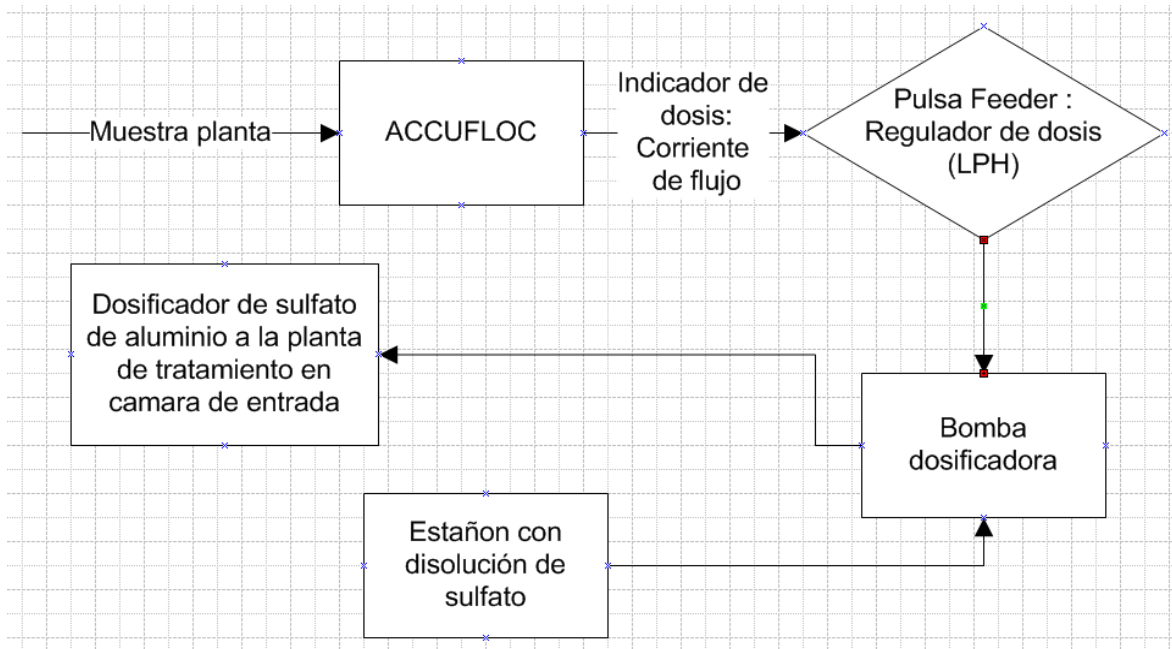 Muestra planta
ACCUFLOC
Indicador de
dosis:
Corriente
de flujo
Pulsa Feeder :
Regulador de dosis
(LPH)
Dosificador de sulfato
de aluminio a la planta
de tratamiento en
camara de entrada
Bomba
dosificadora
Estañon con
disolución de
sulfato